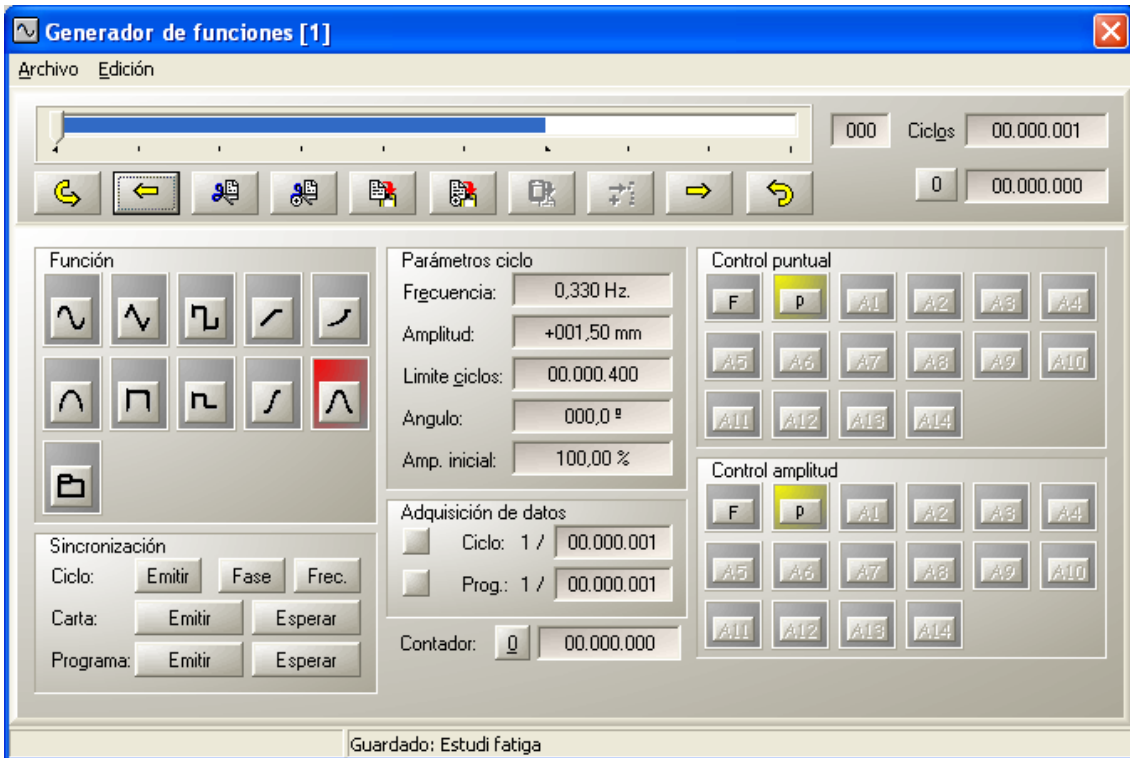 Generador de funciones [1]
Archivo Edición
000 Ciclos 00.000.001
0 00.000.000
Función
Parámetros ciclo
Frecuencia: 0,330 Hz.
Amplitud: +001,50 mm
Limite ciclos: 00.000.400
Angulo: 000,0 º
Amp. inicial: 100,00 %
Control puntual
F P A1 A2 A3 A4
A5 A6 A7 A8 A9 A10
A11 A12 A13 A14
Control amplitud
F P A1 A2 A3 A4
A5 A6 A7 A8 A9 A10
A11 A12 A13 A14
Adquisición de datos
Ciclo: 1 / 00.000.001
Prog.: 1 / 00.000.001
Contador: 0 00.000.000
Sincronización
Ciclo: Emitir Fase Frec.
Carta: Emitir Esperar
Programa: Emitir Esperar
Guardado: Estudi fatiga